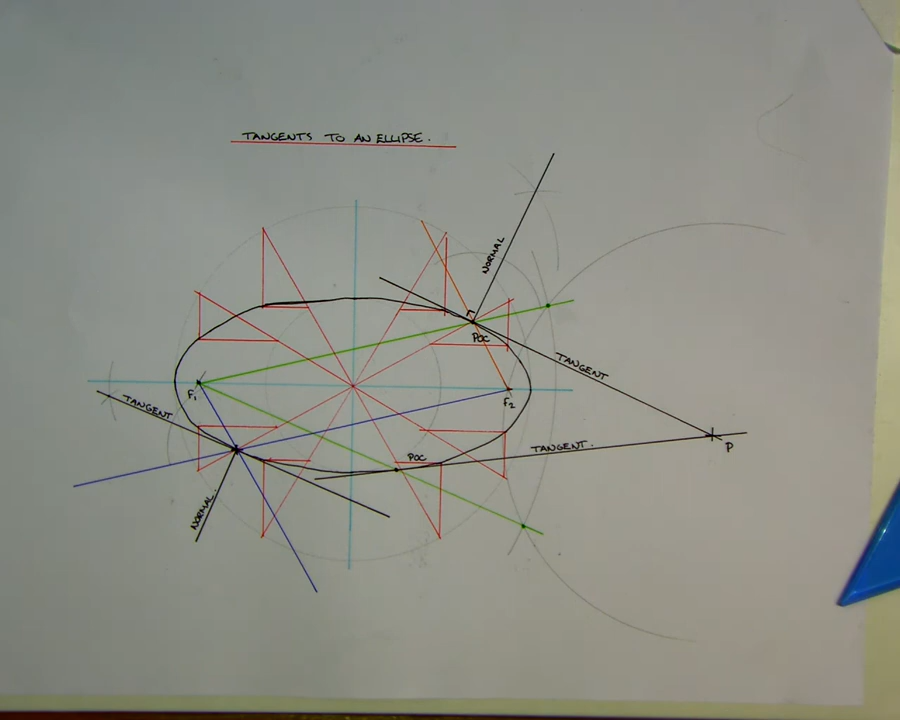 TANGENTS TO AN ELLIPSE.
NORMAL
POC
TANGENT
F1
F2
TANGENT
TANGENT.
P
POC
NORMAL.